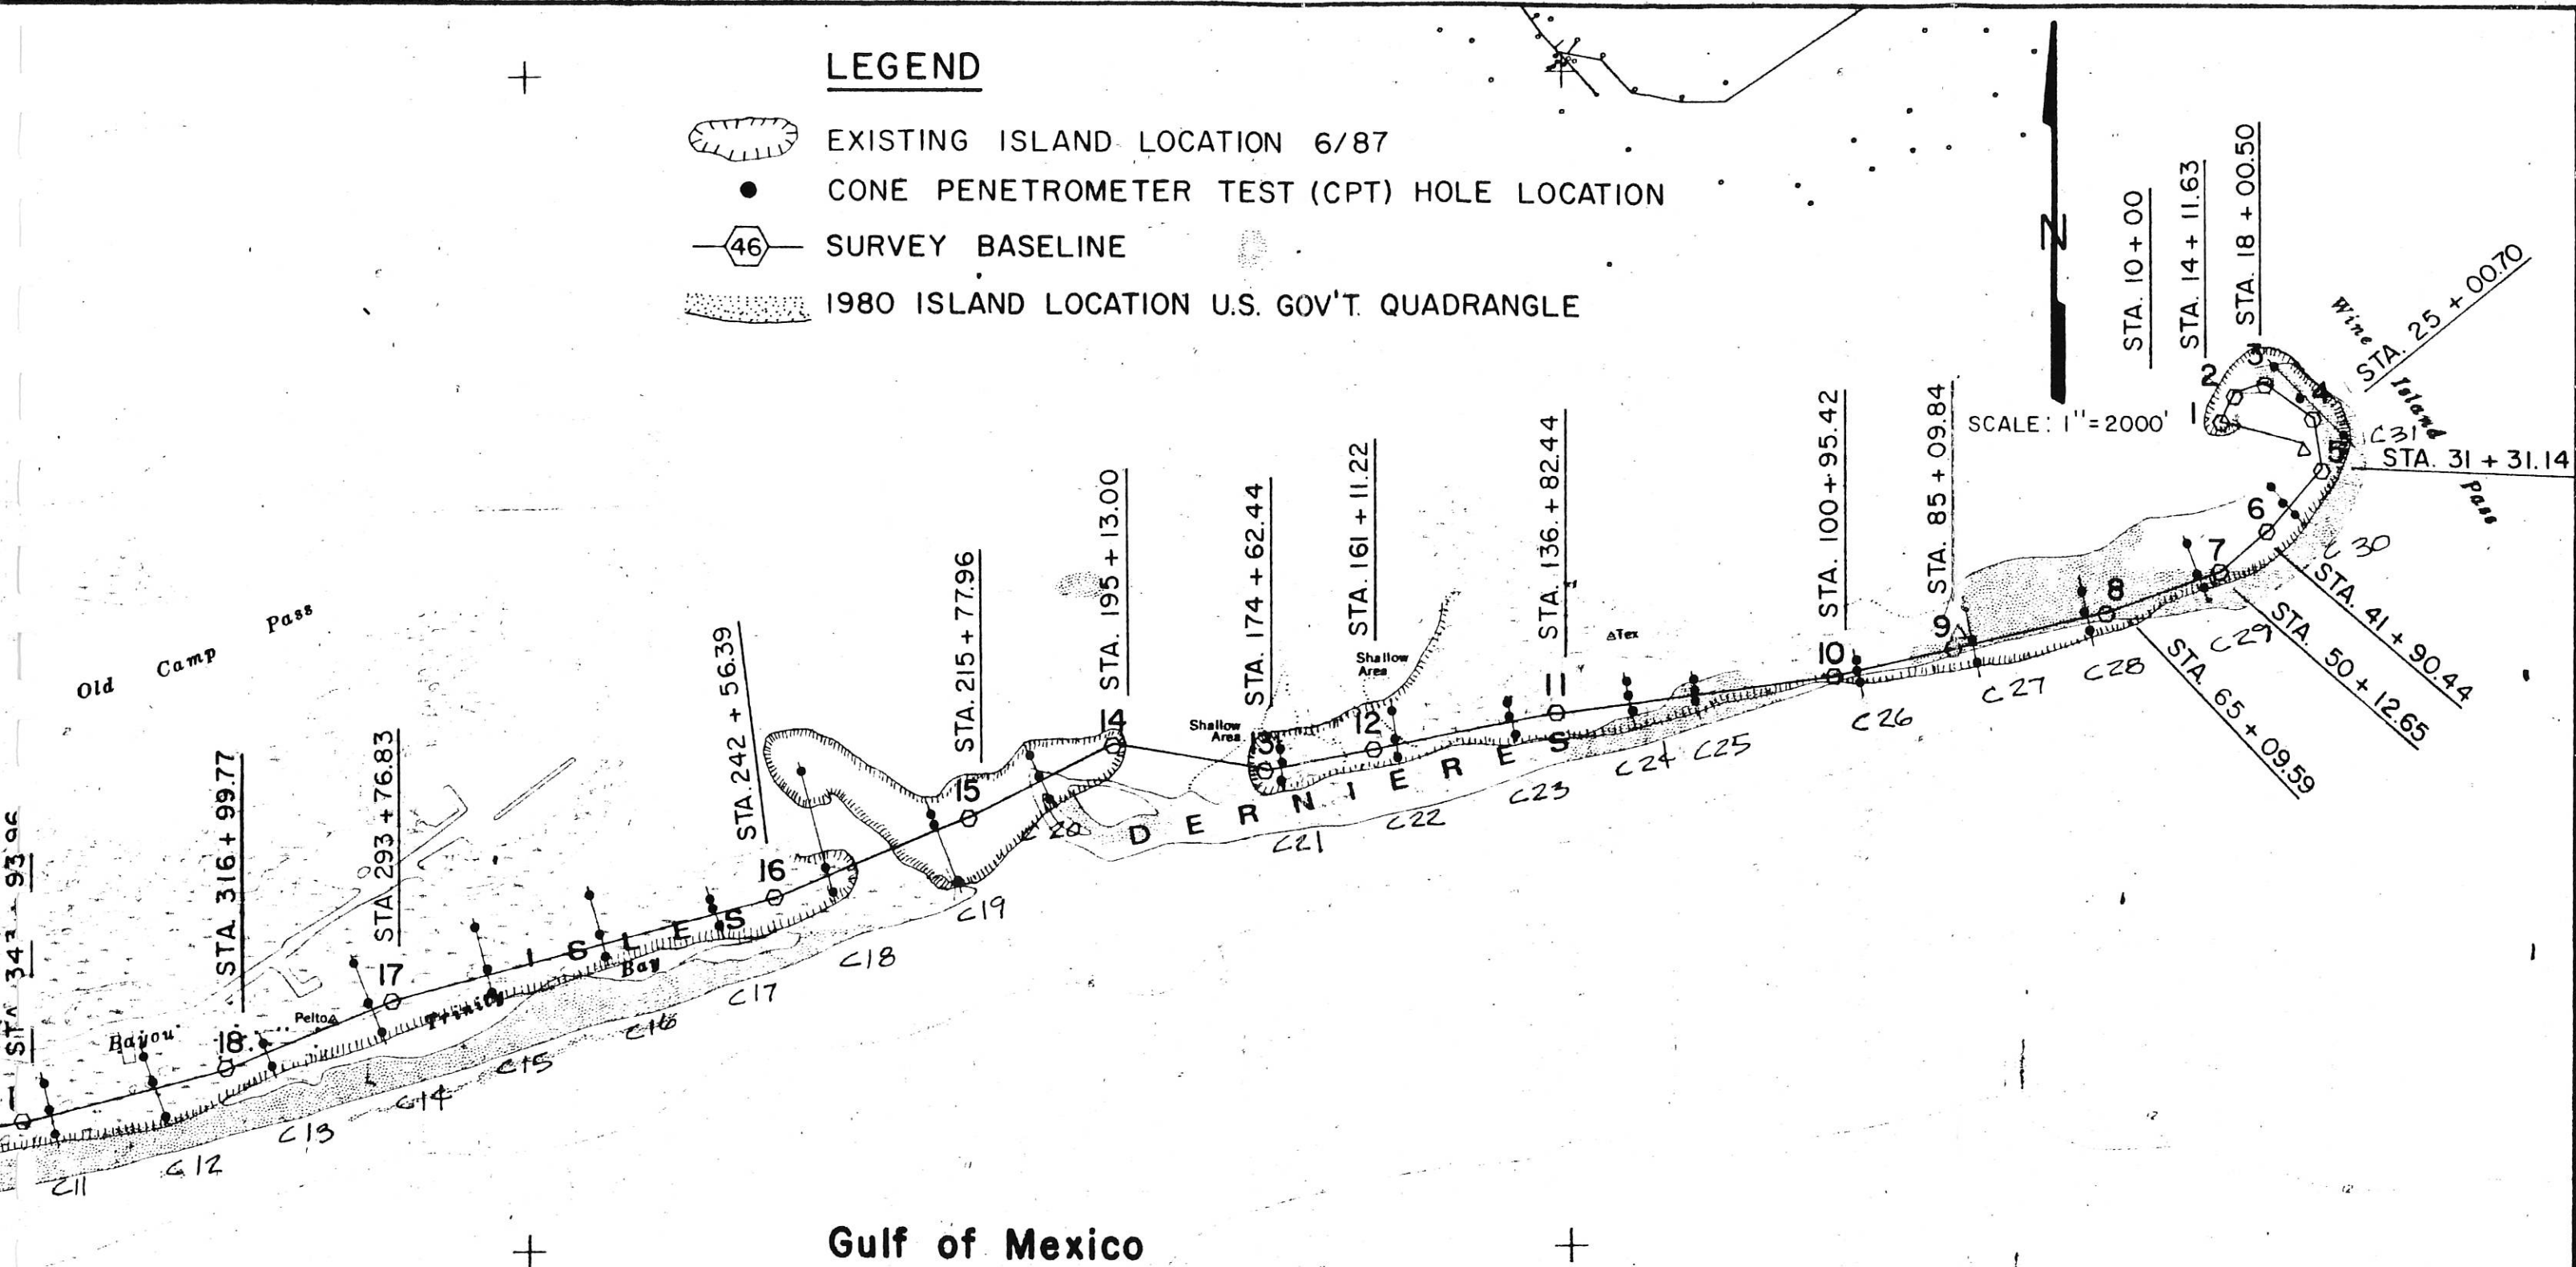 LEGEND
EXISTING ISLAND LOCATION 6/87
CONE PENETROMETER TEST (CPT) HOLE LOCATION
46 SURVEY BASELINE
1980 ISLAND LOCATION U.S. GOV'T. QUADRANGLE
N
SCALE: 1"=2000'
STA. 10 + 00
STA. 14 + 11.63
STA. 18 + 00.50
STA. 25 + 00.70
STA. 31 + 31.14
STA. 41 + 90.44
STA. 50 + 12.65
STA. 65 + 09.59
STA. 85 + 09.84
STA. 100 + 95.42
STA. 136 + 82.44
STA. 161 + 11.22
STA. 174 + 62.44
STA. 195 + 13.00
STA. 215 + 77.96
STA. 242 + 56.39
STA. 293 + 76.83
STA. 316 + 99.77
Wine Island Pass
1
2
3
4
5
6
7
8
9
10
11
12
13
14
15
16
17
18
C31
C30
C29
C28
C27
C26
C25
C24
C23
C22
C21
C20
C19
C18
C17
C16
C15
C14
C13
C12
C11
Tex
Shallow
Area
Shallow
Area
Old Camp Pass
Pelto
Bayou
Trinity
Bay
ISLES
DERNIERES
Gulf of Mexico